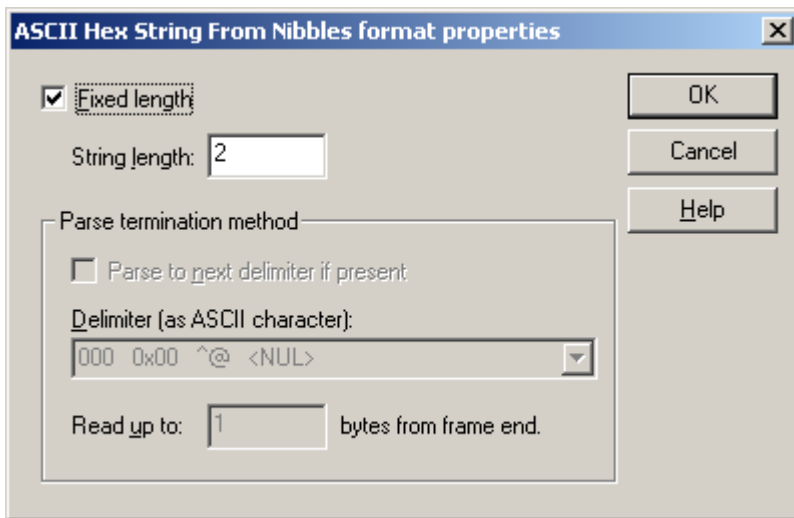 ASCII Hex String From Nibbles format properties
Fixed length
OK
String length: 2
Cancel
Help
Parse termination method
Parse to next delimiter if present
Delimiter (as ASCII character):
000 0x00 ^@ <NUL>
Read up to: 1 bytes from frame end.